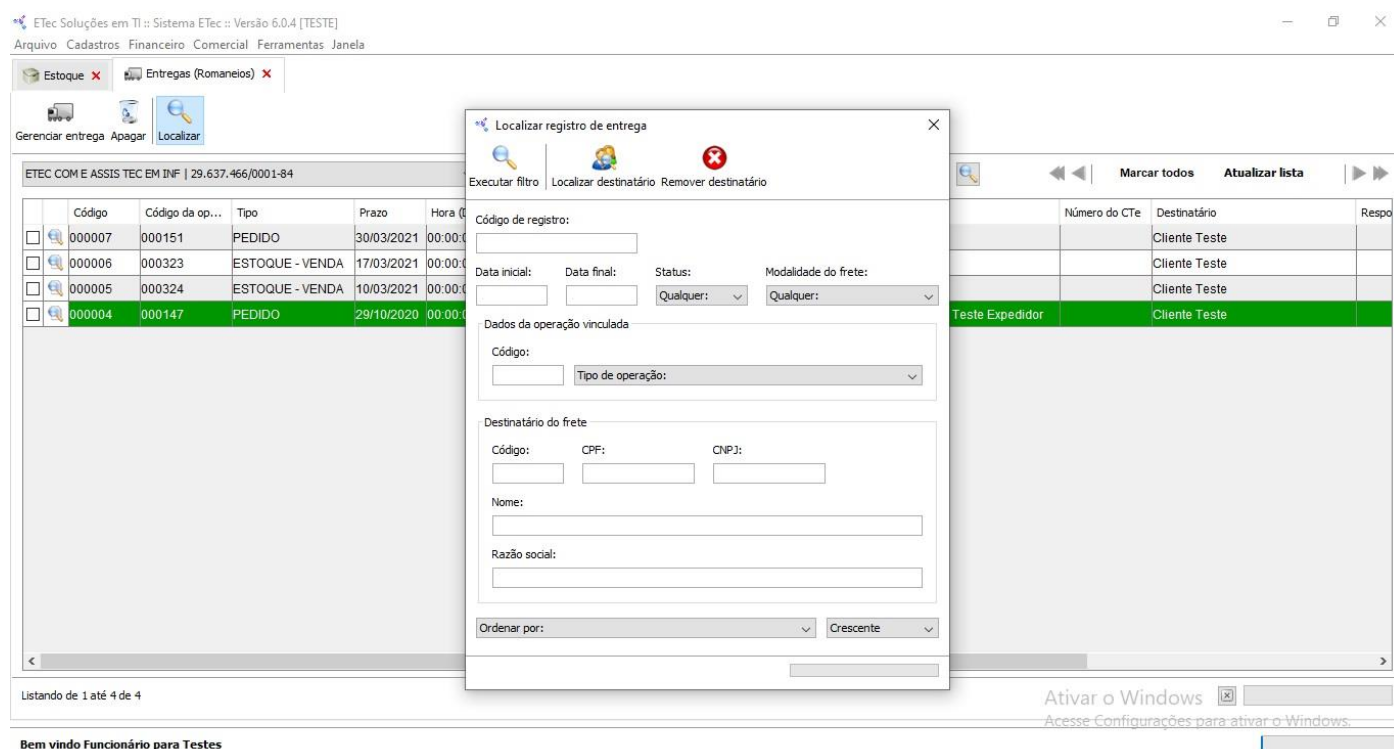 ETec Soluções em TI :: Sistema ETec :: Versão 6.0.4 [TESTE]
Arquivo Cadastros Financeiro Comercial Ferramentas Janela
Estoque Entregas (Romaneios)
Gerenciar entrega Apagar Localizar
ETEC COM E ASSIS TEC EM INF | 29.637.466/0001-84
Marcar todos Atualizar lista
Código Código da op... Tipo Prazo Hora Número do CTe Destinatário
000007 000151 PEDIDO 30/03/2021 00:00: Cliente Teste
000006 000323 ESTOQUE - VENDA 17/03/2021 00:00: Cliente Teste
000005 000324 ESTOQUE - VENDA 10/03/2021 00:00: Cliente Teste
000004 000147 PEDIDO 29/10/2020 00:00: Teste Expedidor Cliente Teste
Localizar registro de entrega
Executar filtro Localizar destinatário Remover destinatário
Código de registro:
Data inicial: Data final: Status: Modalidade do frete:
Qualquer: Qualquer:
Dados da operação vinculada
Código:
Tipo de operação:
Destinatário do frete
Código: CPF: CNPJ:
Nome:
Razão social:
Ordenar por: Crescente
Listando de 1 até 4 de 4
Ativar o Windows
Acesse Configurações para ativar o Windows.
Bem vindo Funcionário para Testes